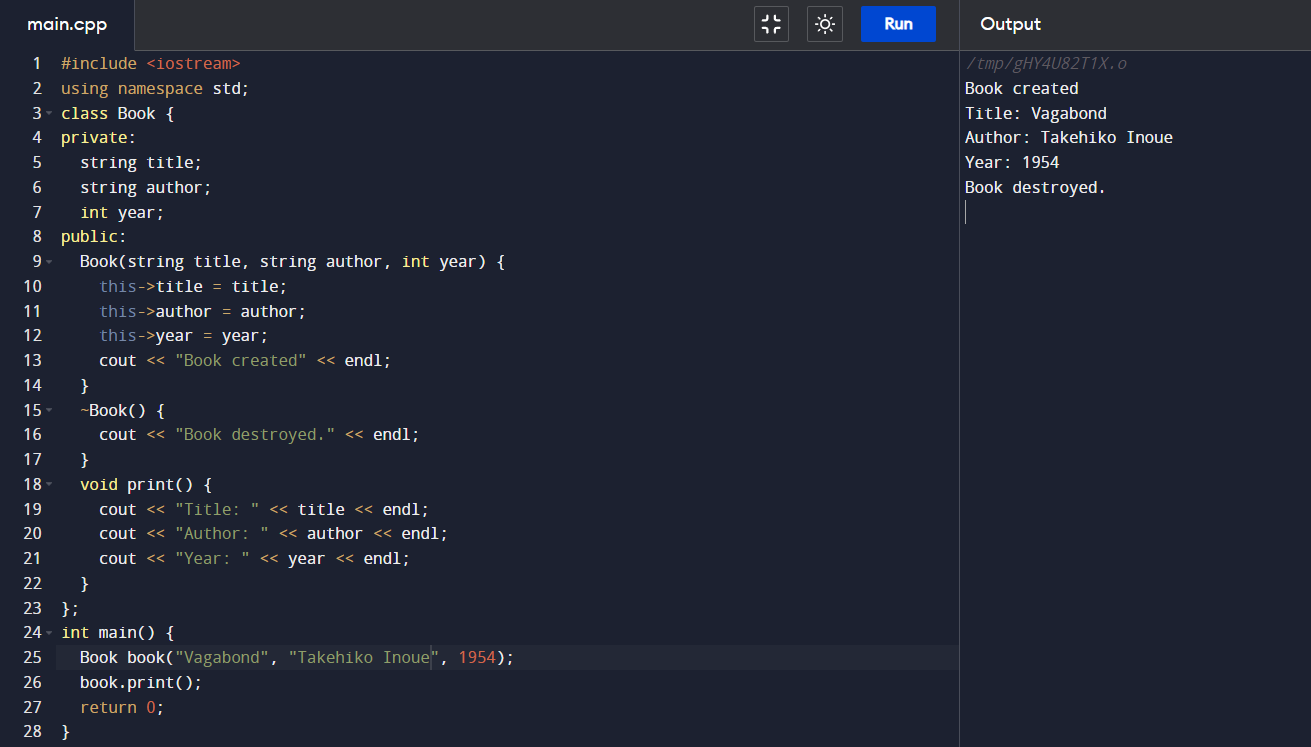 main.cpp
Run
Output
1 #include <iostream>
2 using namespace std;
3 class Book {
4 private:
5   string title;
6   string author;
7   int year;
8 public:
9   Book(string title, string author, int year) {
10     this->title = title;
11     this->author = author;
12     this->year = year;
13     cout << "Book created" << endl;
14   }
15   ~Book() {
16     cout << "Book destroyed." << endl;
17   }
18   void print() {
19     cout << "Title: " << title << endl;
20     cout << "Author: " << author << endl;
21     cout << "Year: " << year << endl;
22   }
23 };
24 int main() {
25   Book book("Vagabond", "Takehiko Inoue", 1954);
26   book.print();
27   return 0;
28 }
/tmp/gHY4U82T1X.o
Book created
Title: Vagabond
Author: Takehiko Inoue
Year: 1954
Book destroyed.